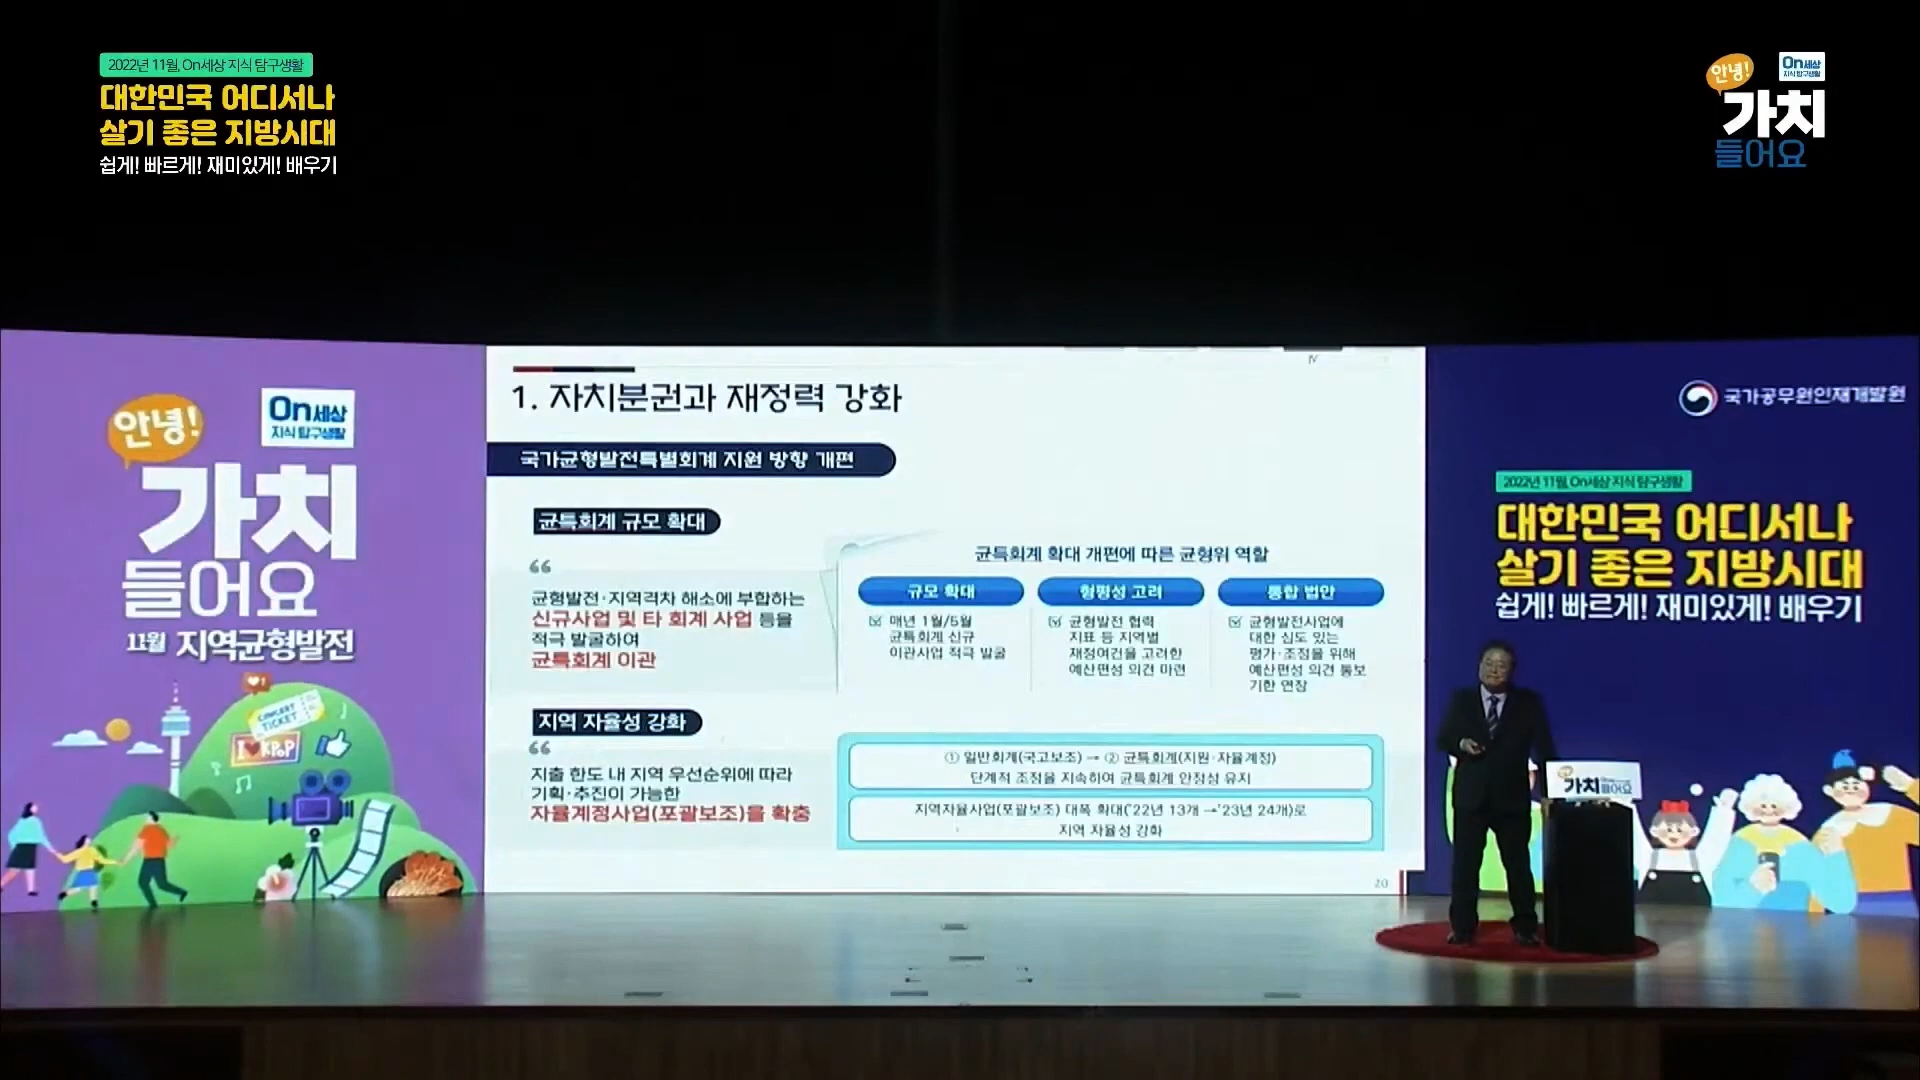 2022년 11월, On세상 지식 탐구생활
대한민국 어디서나
살기 좋은 지방시대
쉽게! 빠르게! 재미있게! 배우기
안녕!
On세상
지식 탐구생활
가치
들어요
안녕!
On세상
지식 탐구생활
가치
들어요
11월 지역균형발전
CONCERT
TICKET
I KPOP
IV
1. 자치분권과 재정력 강화
국가균형발전특별회계 지원 방향 개편
균특회계 규모 확대
“
균형발전·지역격차 해소에 부합하는
신규사업 및 타 회계 사업 등을
적극 발굴하여
균특회계 이관
균특회계 확대 개편에 따른 균형위 역할
규모 확대
매년 1월/5월
균특회계 신규
이관사업 적극 발굴
형평성 고려
균형발전 협력
지표 등 지역별
재정여건을 고려한
예산편성 의견 마련
통합 법안
균형발전사업에
대한 심도 있는
평가·조정을 위해
예산편성 의견 통보
기한 연장
지역 자율성 강화
“
지출 한도 내 지역 우선순위에 따라
기획·추진이 가능한
자율계정사업(포괄보조)을 확충
① 일반회계(국고보조) → ② 균특회계(지원·자율계정)
단계적 조정을 지속하여 균특회계 안정성 유지
지역자율사업(포괄보조) 대폭 확대('22년 13개 →'23년 24개)로
지역 자율성 강화
20
국가공무원인재개발원
2022년 11월, On세상 지식 탐구생활
대한민국 어디서나
살기 좋은 지방시대
쉽게! 빠르게! 재미있게! 배우기
가치들어요